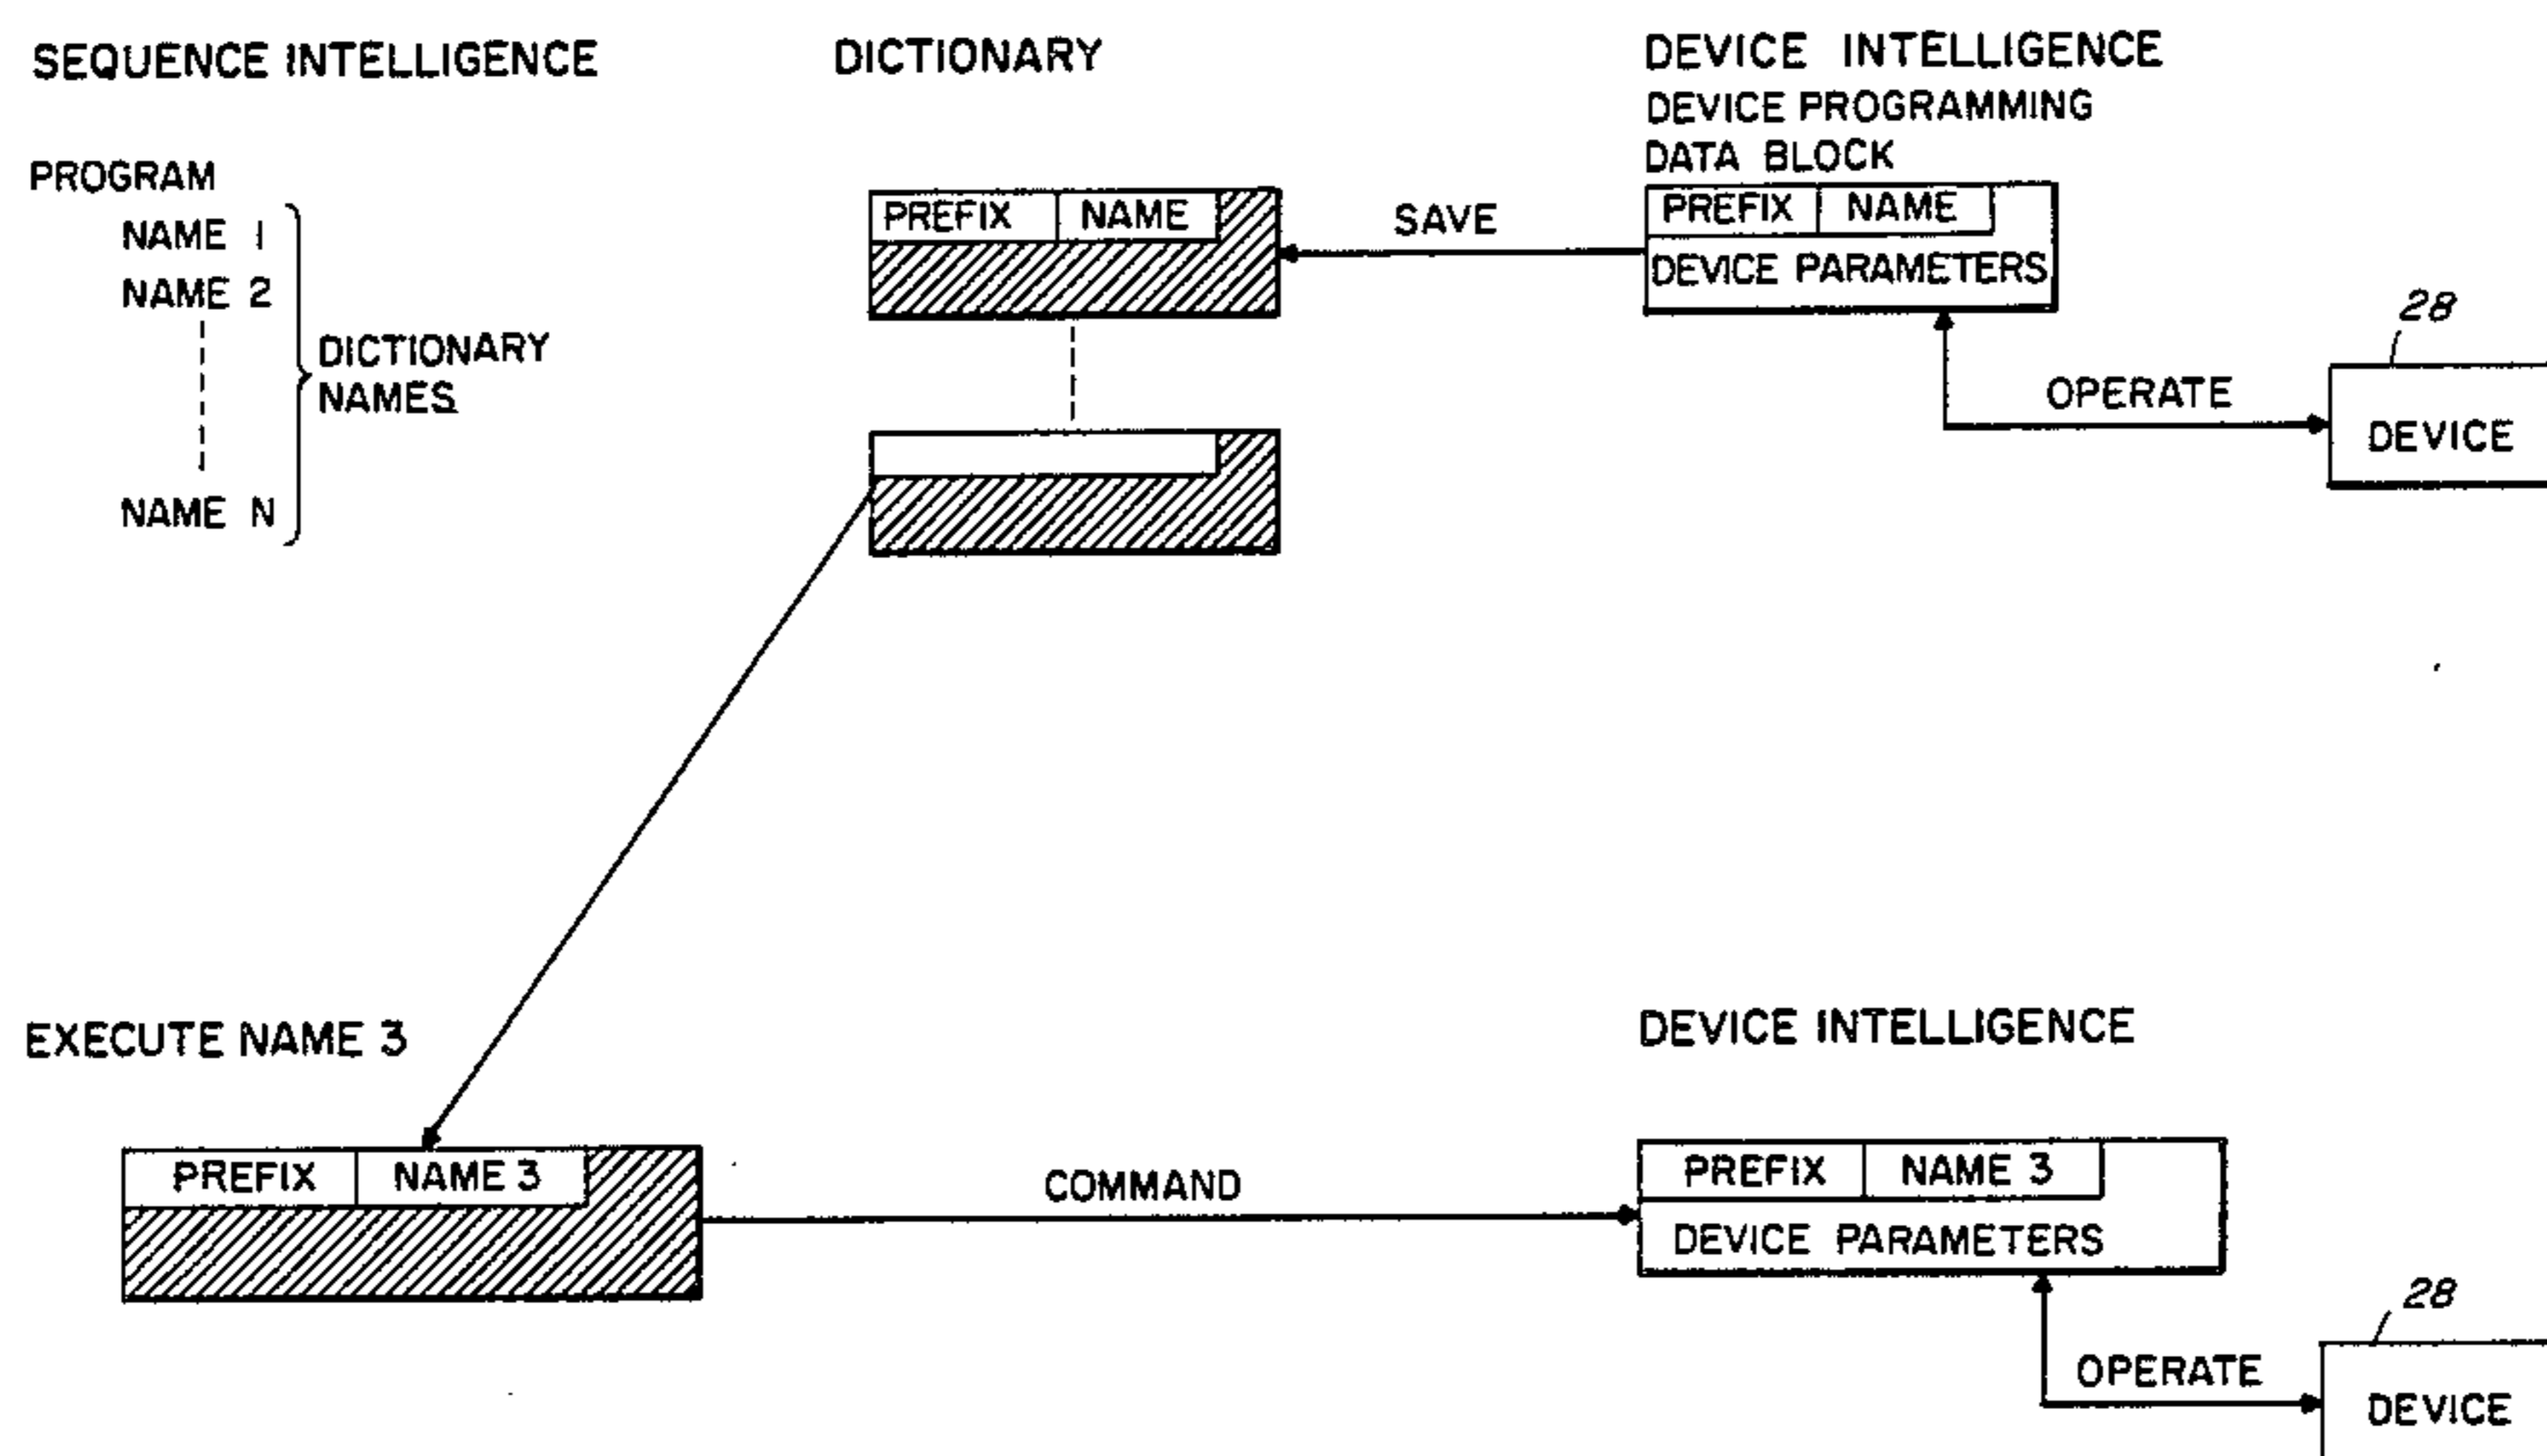 SEQUENCE INTELLIGENCE
DICTIONARY
DEVICE INTELLIGENCE
DEVICE PROGRAMMING
DATA BLOCK
PROGRAM
NAME 1
NAME 2
NAME N
DICTIONARY
NAMES
PREFIX NAME
SAVE
PREFIX NAME
DEVICE PARAMETERS
OPERATE
28
DEVICE
EXECUTE NAME 3
PREFIX NAME 3
COMMAND
DEVICE INTELLIGENCE
PREFIX NAME 3
DEVICE PARAMETERS
OPERATE
28
DEVICE